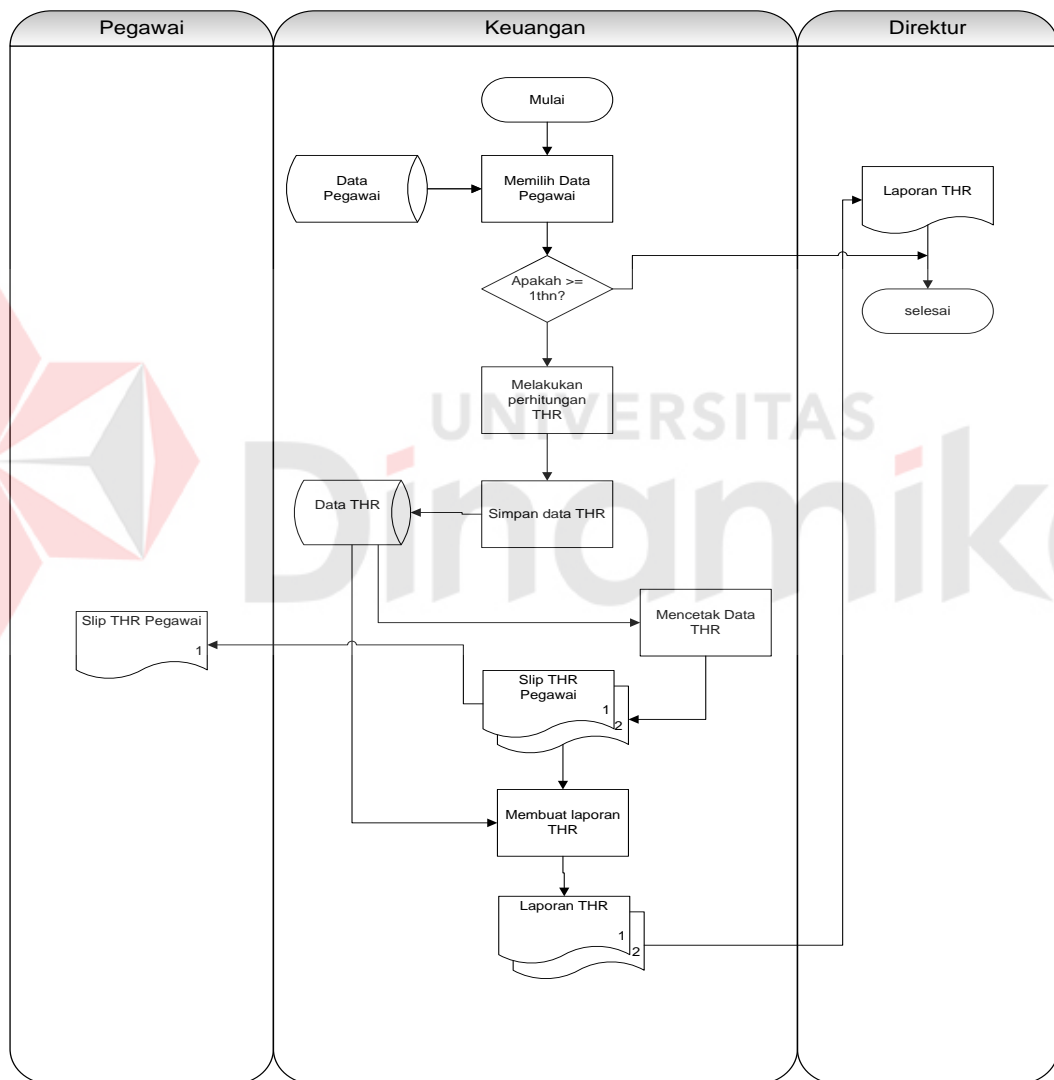 Pegawai
Keuangan
Direktur
Mulai
Data
Pegawai
Memilih Data
Pegawai
Laporan THR
Apakah >=
1thn?
selesai
Melakukan
perhitungan
THR
UNIVERSITAS
Dinamika
Data THR
Simpan data THR
Mencetak Data
THR
Slip THR Pegawai
1
Slip THR
Pegawai
1
2
Membuat laporan
THR
Laporan THR
1
2